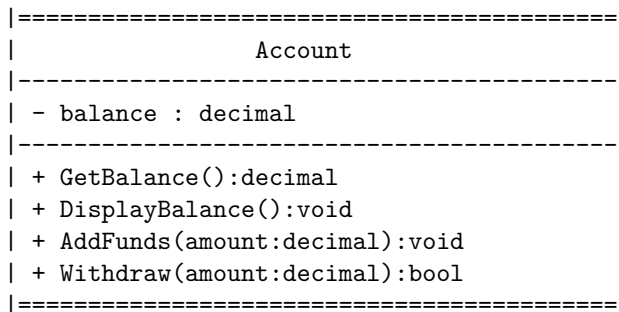 |===========================================
| Account
|-------------------------------------------
| - balance : decimal
|-------------------------------------------
| + GetBalance():decimal
| + DisplayBalance():void
| + AddFunds(amount:decimal):void
| + Withdraw(amount:decimal):bool
|===========================================